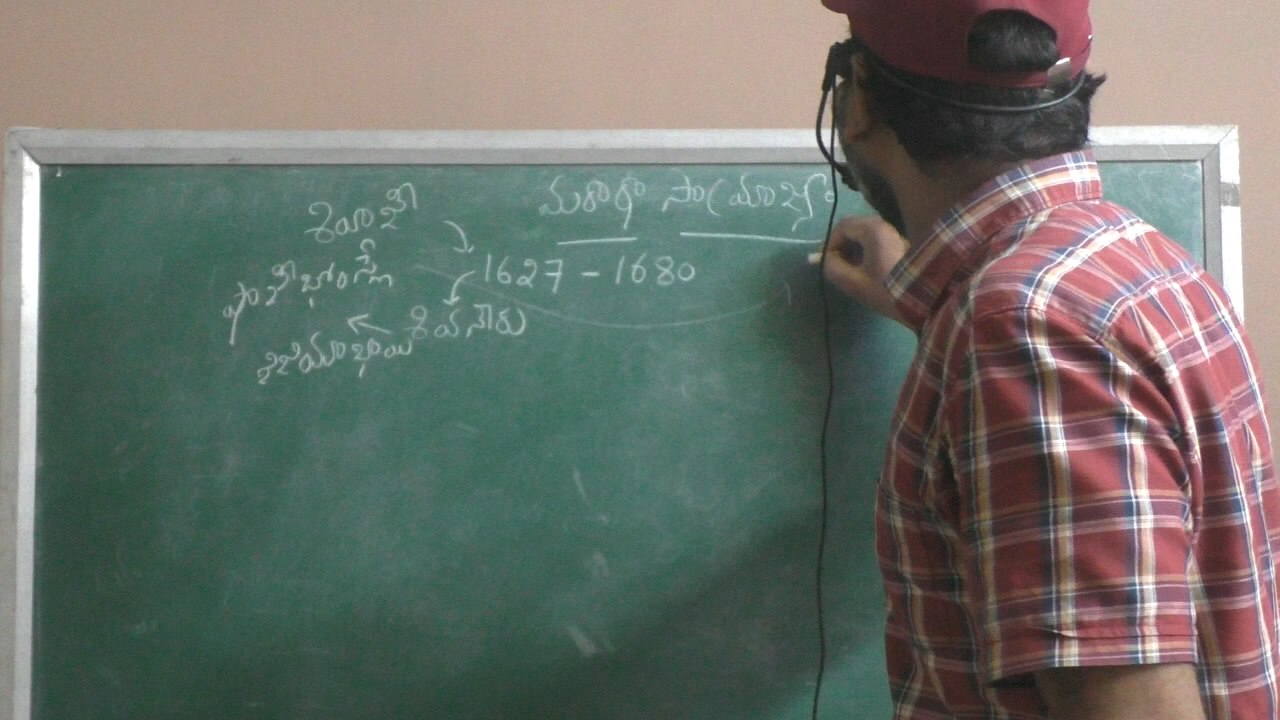 మరాఠా సామ్రాజ్యం
శివాజీ
1627 - 1680
షాజీ భోంస్లే
శివనేరు
జిజియాభాయి